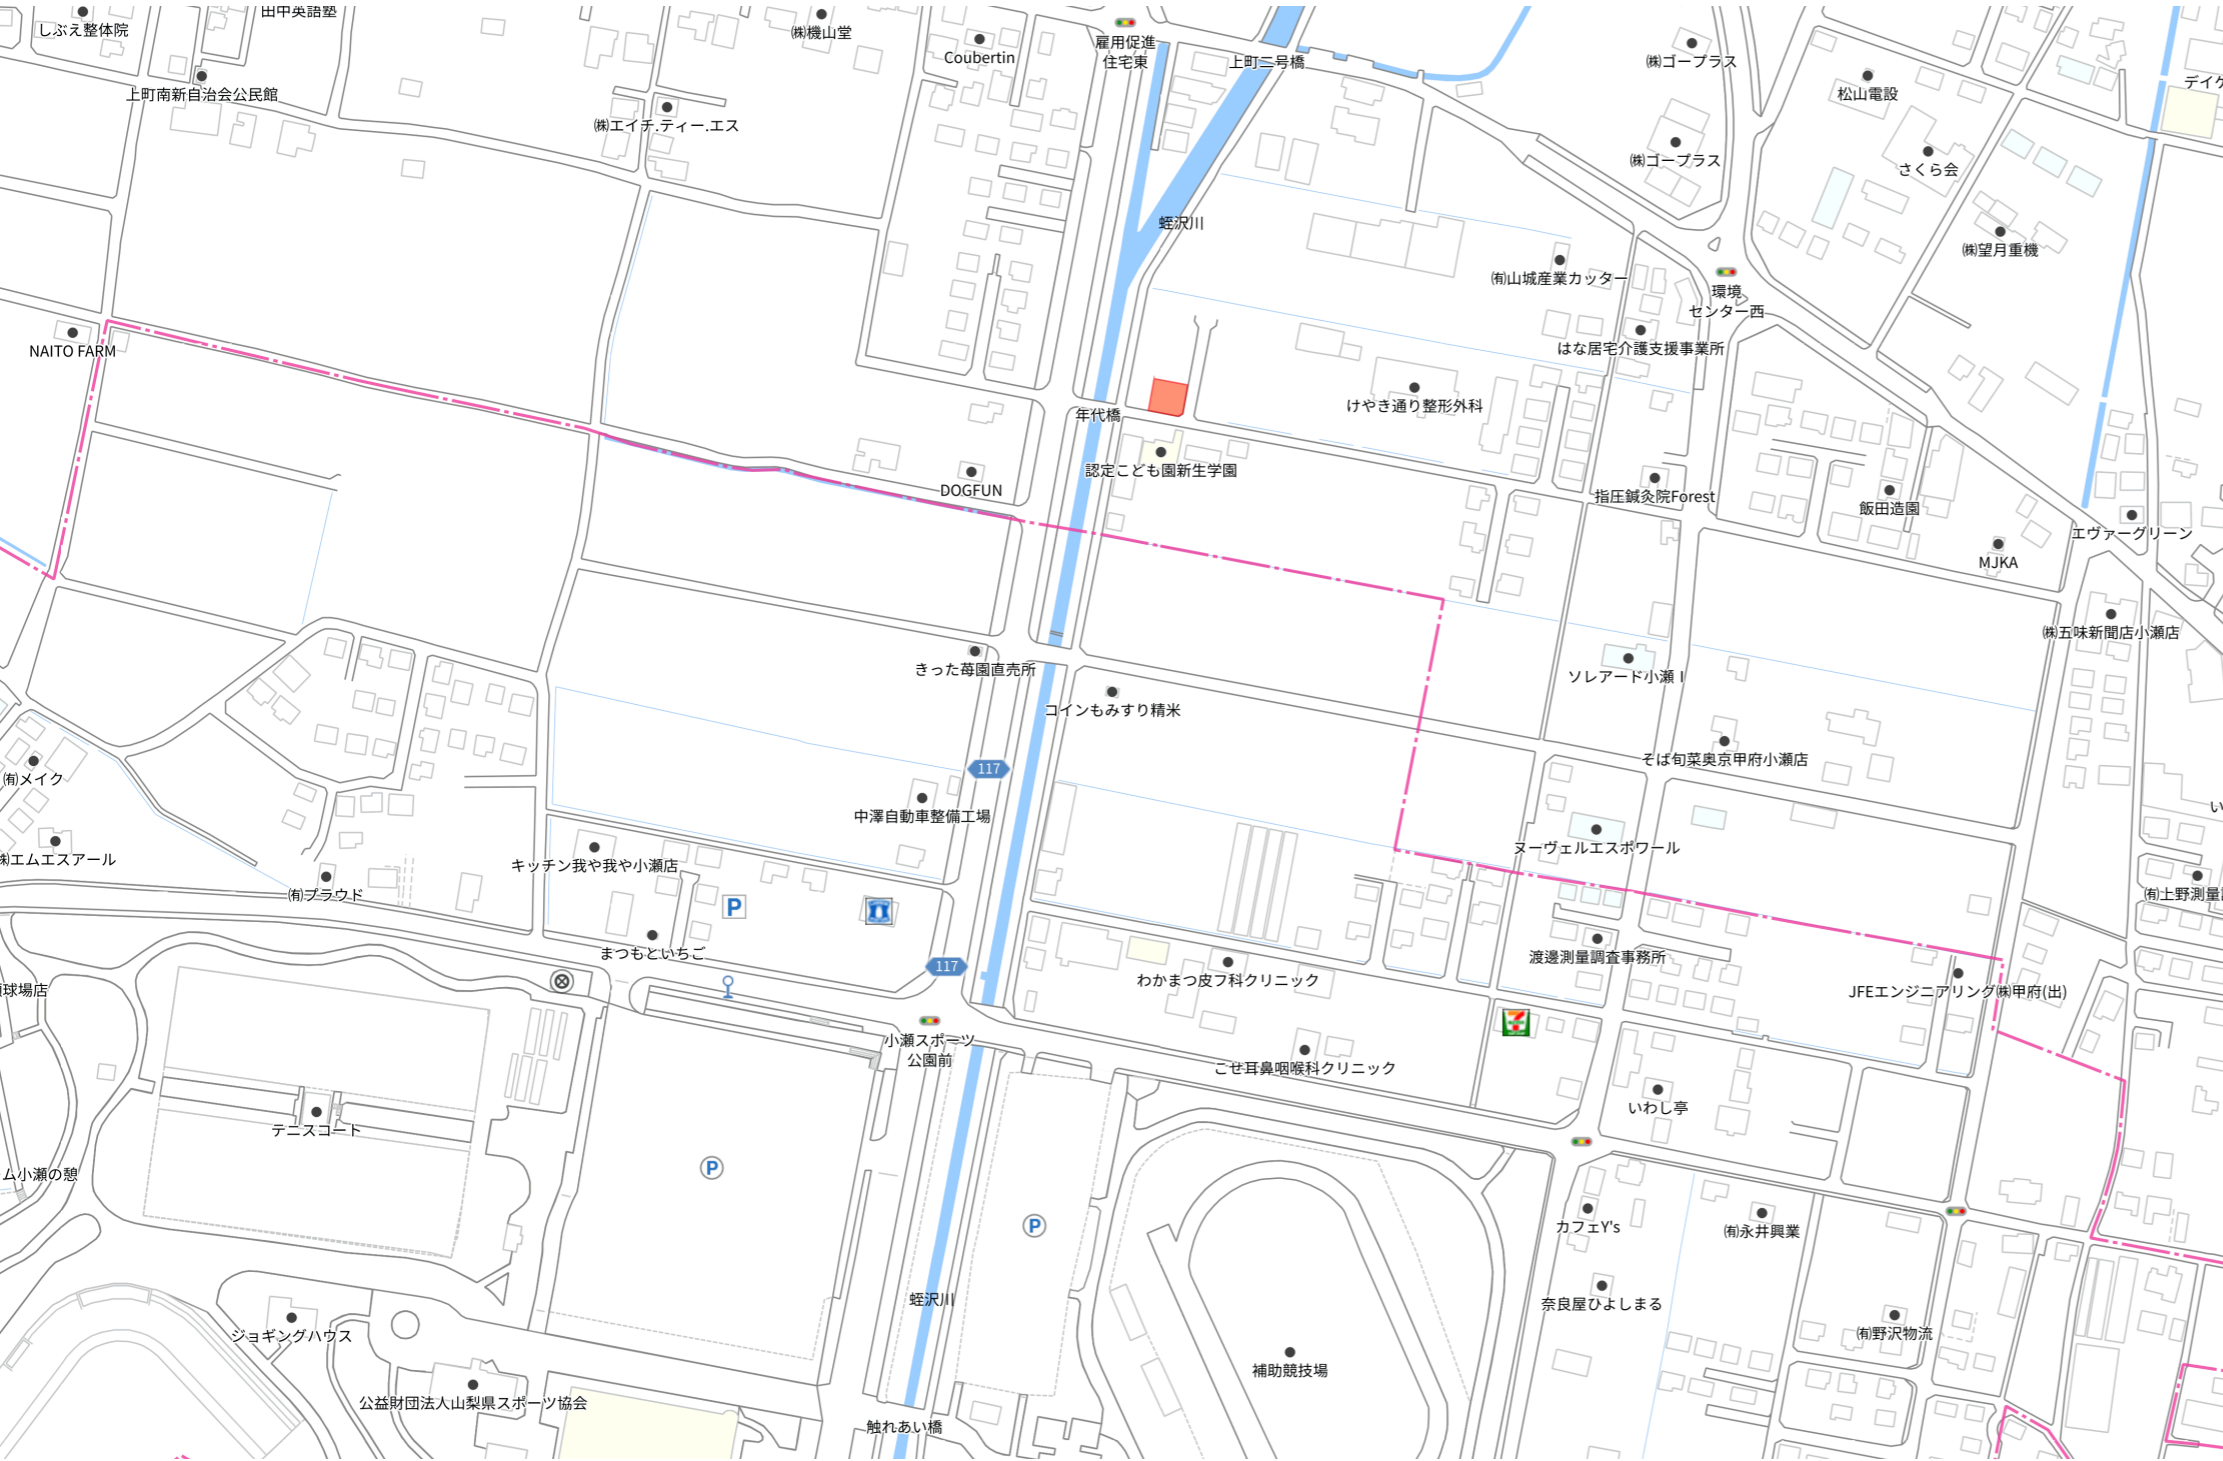 田中英語塾
しぶえ整体院
㈱機山堂
Coubertin
雇用促進
住宅東
上町二号橋
㈱ゴープラス
松山電設
デイケ
上町南新自治会公民館
㈱エイチ.ティー.エス
㈱ゴープラス
さくら会
蛭沢川
㈱望月重機
㈲山城産業カッター
環境
センター西
NAITO FARM
はな居宅介護支援事業所
けやき通り整形外科
年代橋
認定こども園新生学園
DOGFUN
指圧鍼灸院Forest
飯田造園
エヴァーグリーン
MJKA
㈱五味新聞店小瀬店
きった苺園直売所
ソレアード小瀬Ⅰ
コインもみすり精米
そば旬菜奥京甲府小瀬店
117
㈲メイク
い
中澤自動車整備工場
ヌーヴェルエスポワール
㈱エムエスアール
キッチン我や我や小瀬店
㈲プラウド
㈲上野測量
P
まつもといちご
渡邊測量調査事務所
117
わかまつ皮フ科クリニック
球場店
JFEエンジニアリング㈱甲府(出)
小瀬スポーツ
公園前
こせ耳鼻咽喉科クリニック
いわし亭
テニスコート
P
ム小瀬の憩
P
カフェY's
㈲永井興業
蛭沢川
奈良屋ひよしまる
ジョギングハウス
㈲野沢物流
補助競技場
公益財団法人山梨県スポーツ協会
触れあい橋